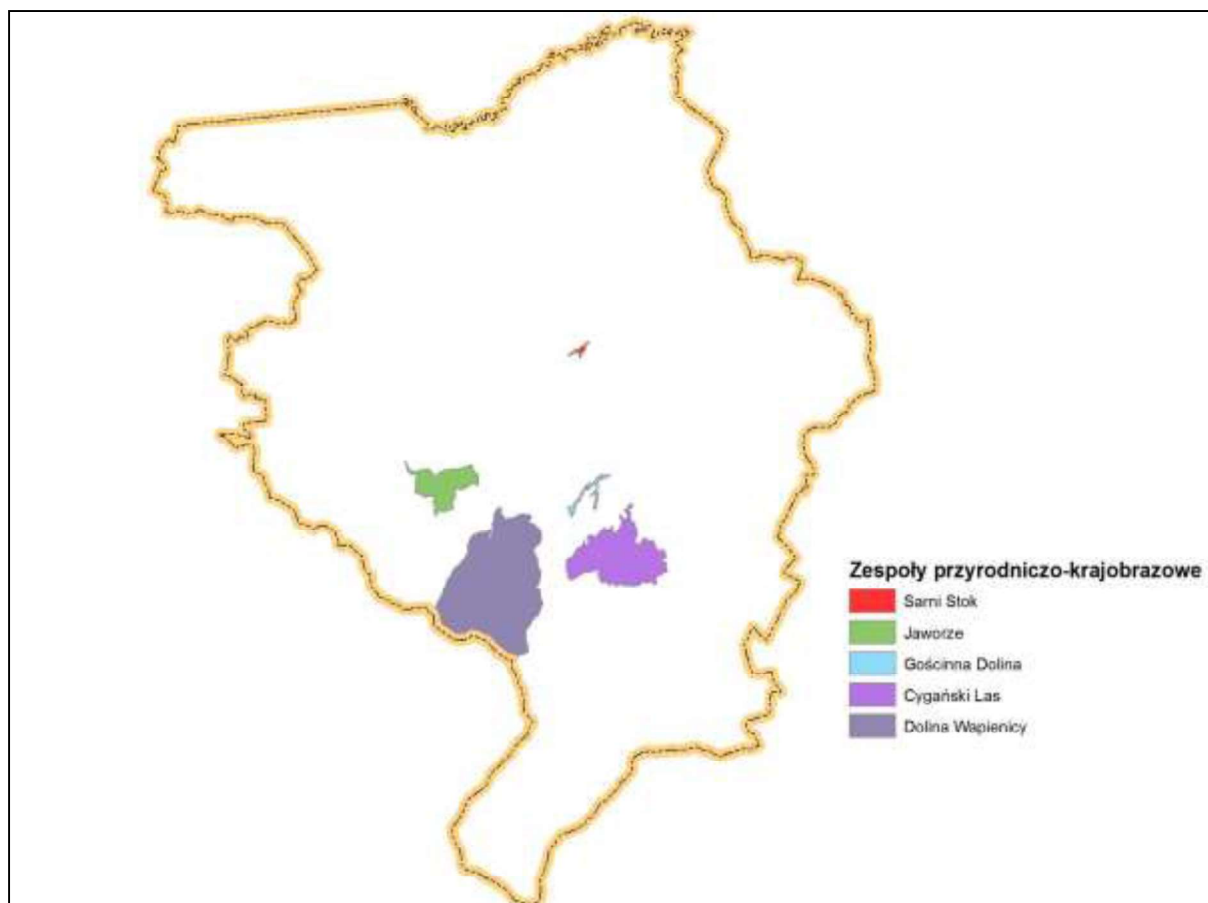 Zespoły przyrodniczo-krajobrazowe
Sarni Stok
Jaworze
Gościnna Dolina
Cygański Las
Dolina Wapienicy